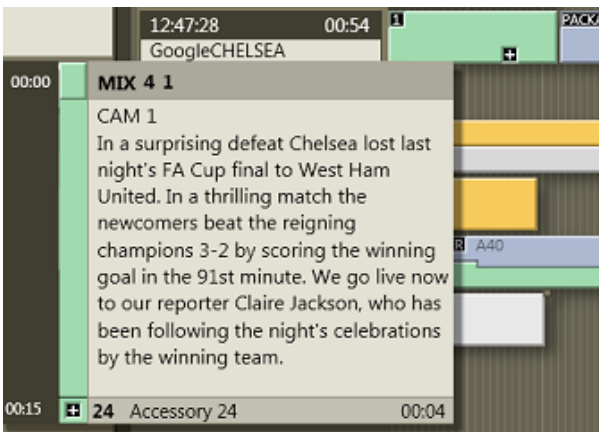 12:47:28 00:54
GoogleCHELSEA
1
00:00
MIX 4 1
CAM 1
In a surprising defeat Chelsea lost last
night's FA Cup final to West Ham
United. In a thrilling match the
newcomers beat the reigning
champions 3-2 by scoring the winning
goal in the 91st minute. We go live now
to our reporter Claire Jackson, who has
been following the night's celebrations
by the winning team.
R A40
00:15 + 24 Accessory 24 00:04